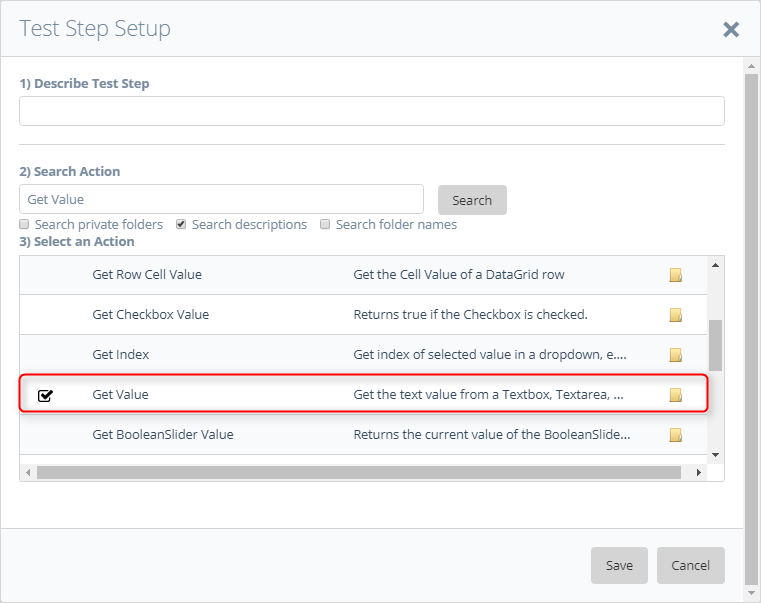 Test Step Setup
1) Describe Test Step
2) Search Action
Get Value
Search
Search private folders Search descriptions Search folder names
3) Select an Action
Get Row Cell Value Get the Cell Value of a DataGrid row
Get Checkbox Value Returns true if the Checkbox is checked.
Get Index Get index of selected value in a dropdown, e....
Get Value Get the text value from a Textbox, Textarea, ...
Get BooleanSlider Value Returns the current value of the BooleanSlide...
Save Cancel